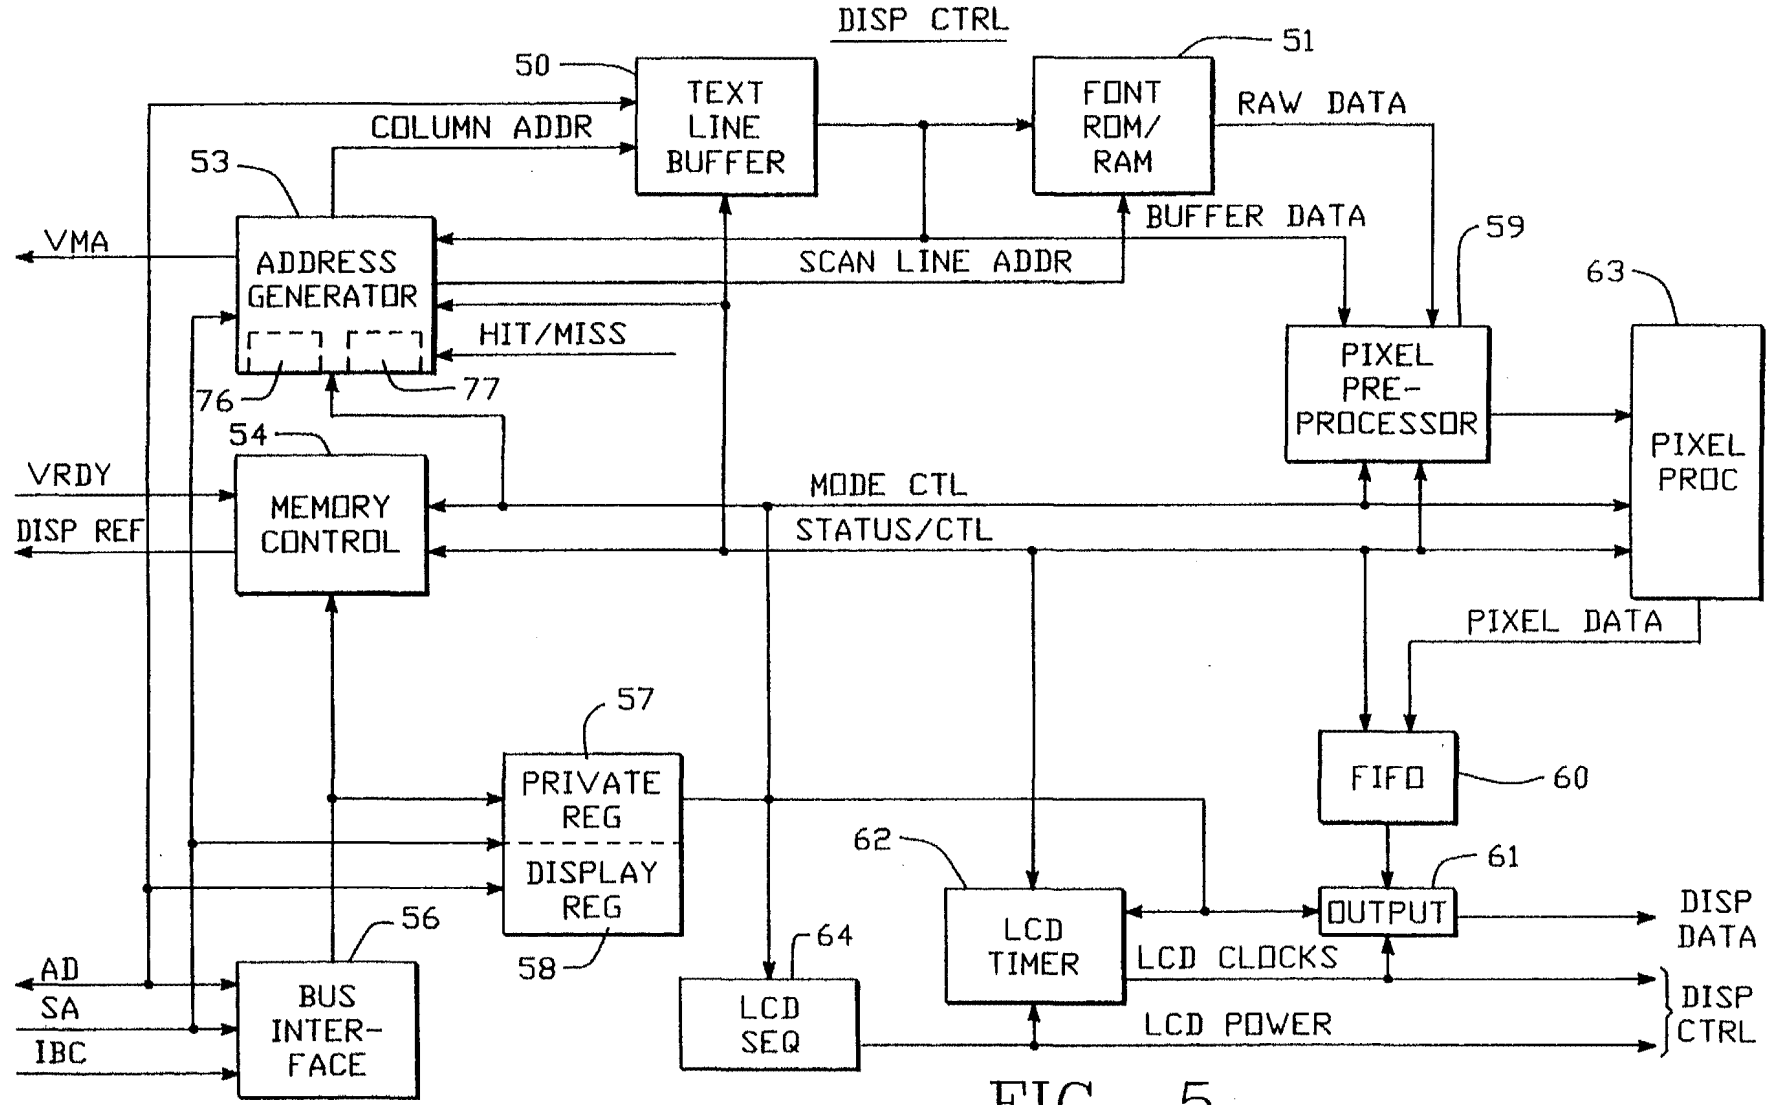 DISP CTRL
50
51
TEXT
LINE
BUFFER
FONT
ROM/
RAM
RAW DATA
COLUMN ADDR
53
VMA
ADDRESS
GENERATOR
BUFFER DATA
SCAN LINE ADDR
59
63
HIT/MISS
76
77
PIXEL
PRE-
PROCESSOR
PIXEL
PROC
54
VRDY
DISP REF
MEMORY
CONTROL
MODE CTL
STATUS/CTL
PIXEL DATA
57
PRIVATE
REG
DISPLAY
REG
58
FIFO
60
62
61
OUTPUT
DISP
DATA
56
64
LCD
TIMER
LCD CLOCKS
AD
SA
IBC
BUS
INTER-
FACE
LCD
SEQ
LCD POWER
DISP
CTRL
FIG. 5